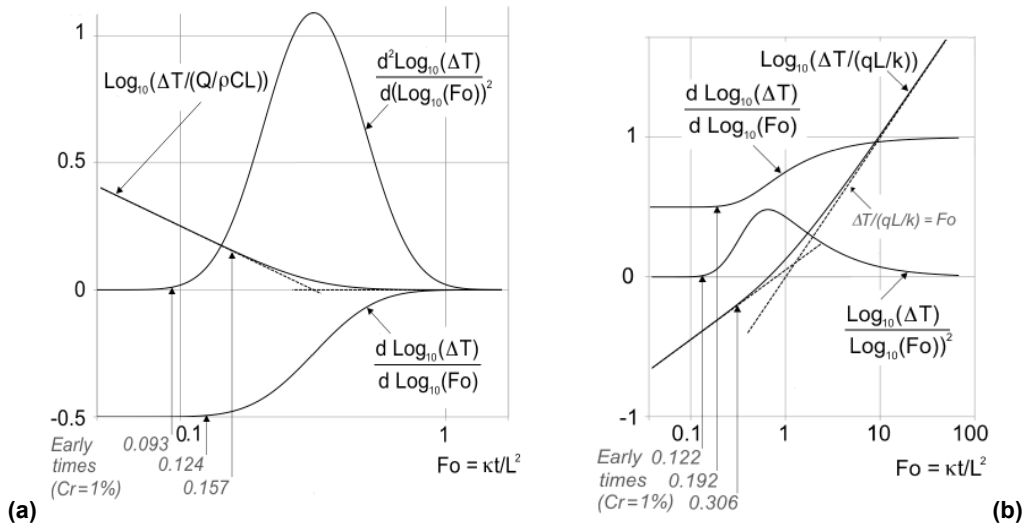 1
0.5
0
-0.5
Log₁₀(ΔT/(Q/ρCL))
d²Log₁₀(ΔT)
d(Log₁₀(Fo))²
d Log₁₀(ΔT)
d Log₁₀(Fo)
0.1
1
Early 0.093
times 0.124
(Cr=1%) 0.157
Fo = κt/L²
(a)
1
0
-1
Log₁₀(ΔT/(qL/k))
d Log₁₀(ΔT)
d Log₁₀(Fo)
ΔT/(qL/k) = Fo
Log₁₀(ΔT)
Log₁₀(Fo))²
0.1
1
10
100
Early 0.122
times 0.192
(Cr=1%) 0.306
Fo = κt/L²
(b)